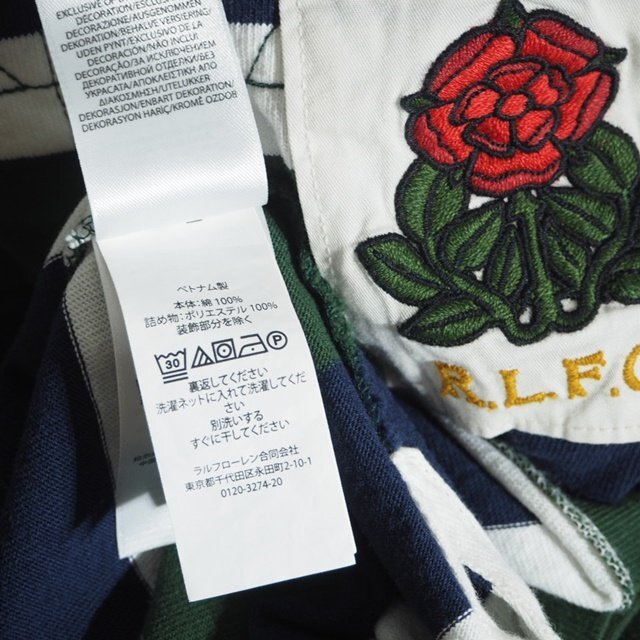 EXCLUSIVE OF
DECORAZIONE/EXCLUS
DECORAZIONE/AUSGENOMMEN
DEKORATION/BEHALVE VERSIERING/
UDEN PYNT/EXCLUSIVO DE LA
DECORACIÓN/NÃO INCLUI
DECORAÇÃO/ЗА ИСКЛЮЧЕНИЕМ
ДЕКОРАТИВНОЙ ОТДЕЛКИ/БЕЗ
УКРАСАТА/ΕΚΤΟΣ ΑΠΟ
ΔΙΑΚΟΣΜΗΣΗ/UTELUKKER
DEKORASJON/ENBART DEKORATION/
DEKORASYON HARİÇ/KROMĚ OZDOB
ベトナム製
本体: 綿 100%
詰め物: ポリエステル 100%
装飾部分を除く
30
P
裏返してください
洗濯ネットに入れて洗濯してくだ
さい
別洗いする
すぐに干してください
ラルフローレン合同会社
東京都千代田区永田町2-10-1
0120-3274-20
R.L.F.C